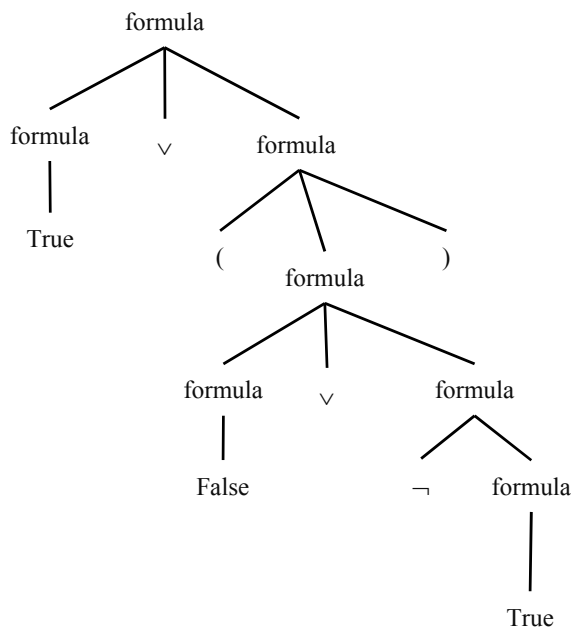 formula
formula ∨ formula
True
( formula )
formula ∨ formula
False ¬ formula
True